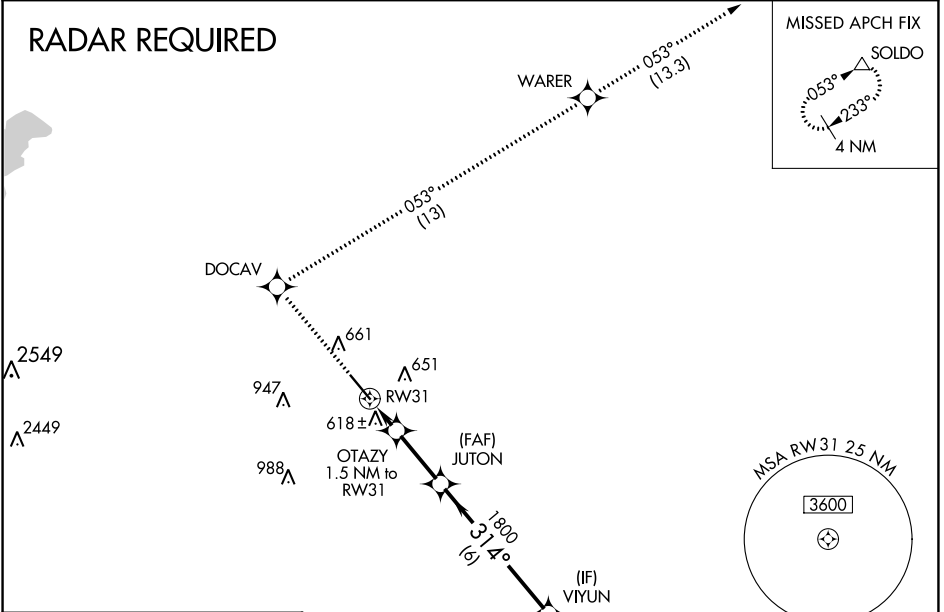 RADAR REQUIRED
MISSED APCH FIX
SOLDO
053°
233°
4 NM
053°
(13.3)
WARER
053°
(13)
DOCAV
661
2549
651
947
RW31
2449
618±
OTAZY
1.5 NM to
RW31
(FAF)
JUTON
988
MSA RW31 25 NM
3600
1800
314°
(6)
(IF)
VIYUN